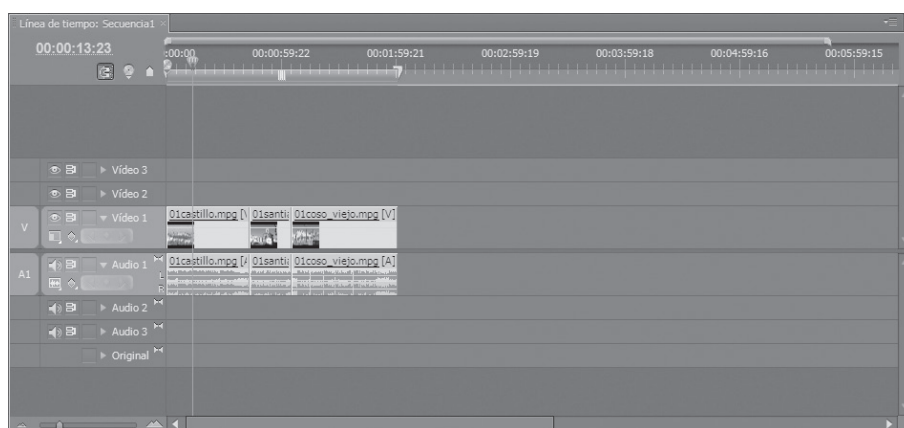 Línea de tiempo: Secuencia1
00:00:13:23
:00:00 00:00:59:22 00:01:59:21 00:02:59:19 00:03:59:18 00:04:59:16 00:05:59:15
Vídeo 3
Vídeo 2
V Vídeo 1 01castillo.mpg [V 01santi 01coso_viejo.mpg [V]
A1 Audio 1 01castillo.mpg [A 01santi 01coso_viejo.mpg [A]
L
R
Audio 2
Audio 3
Original